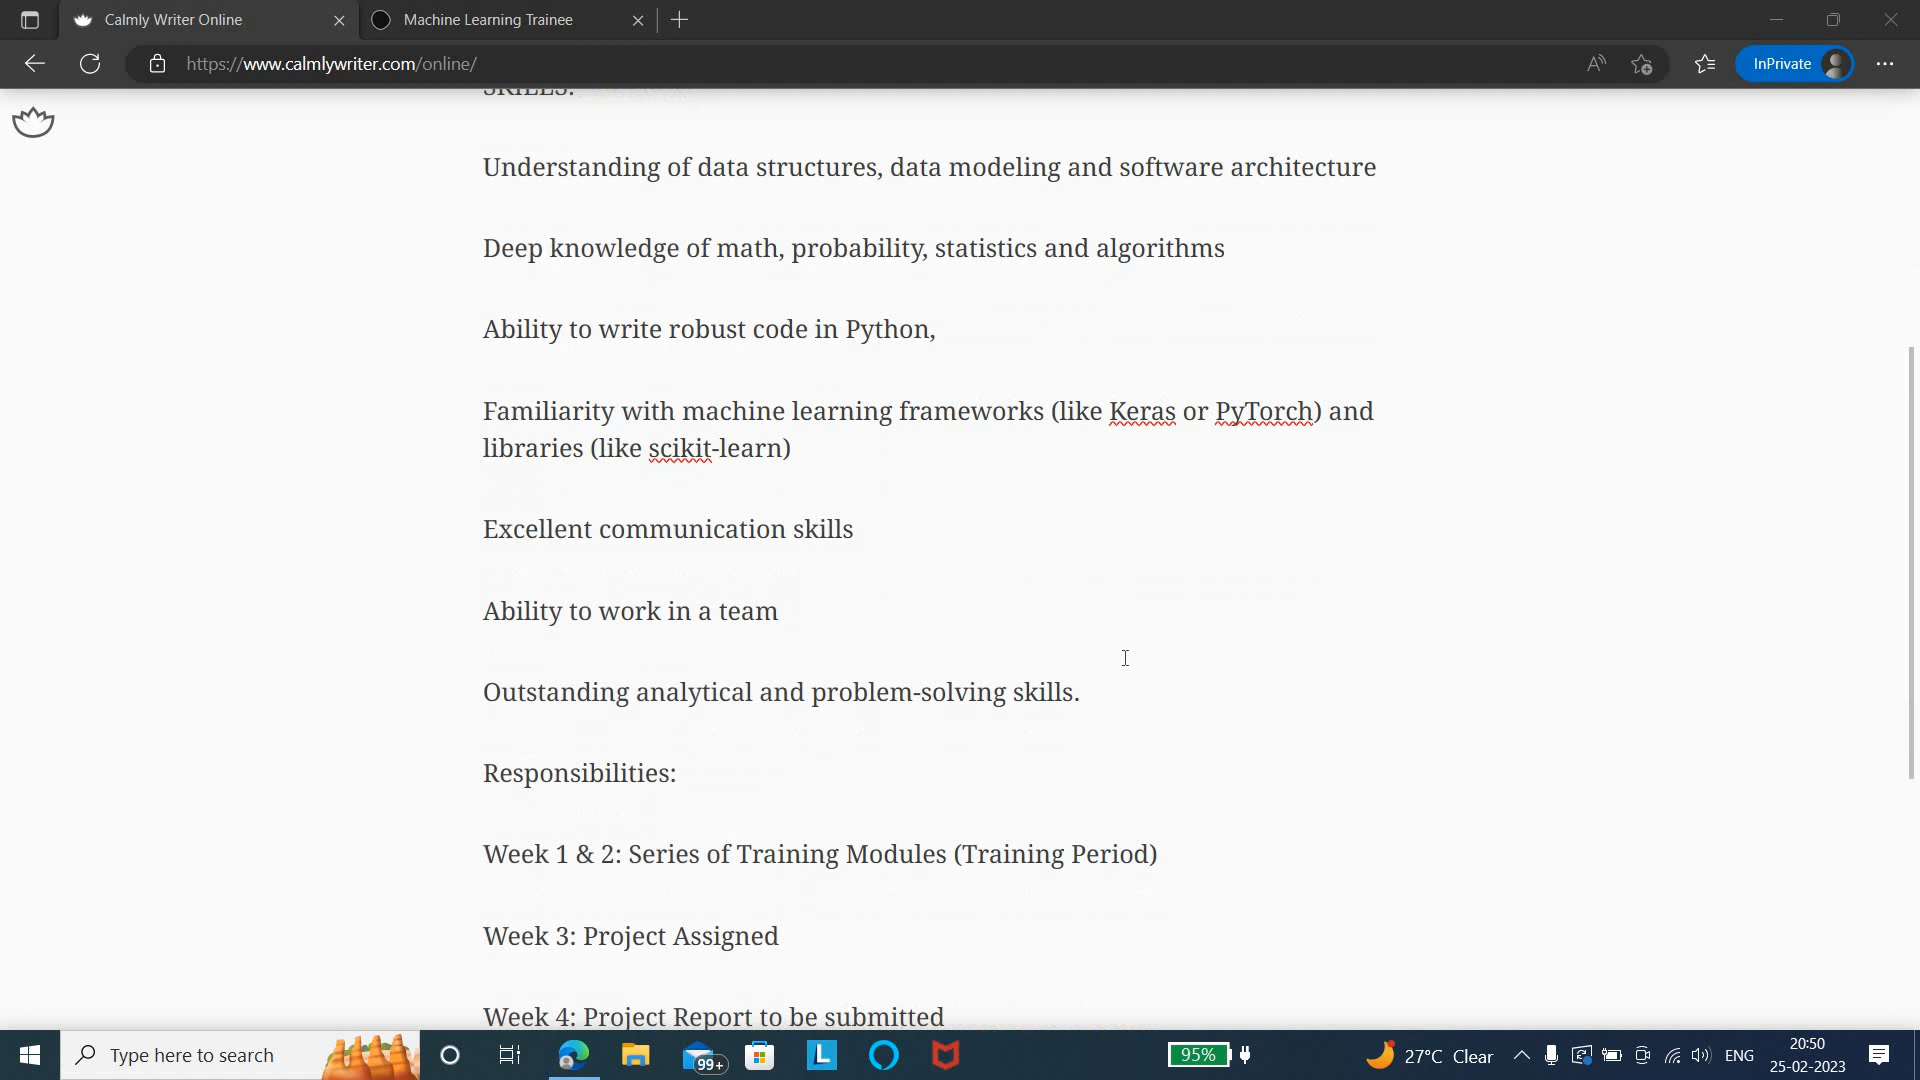 Calmly Writer Online
Machine Learning Trainee
https://www.calmlywriter.com/online/
InPrivate
SKILLS:
Understanding of data structures, data modeling and software architecture
Deep knowledge of math, probability, statistics and algorithms
Ability to write robust code in Python,
Familiarity with machine learning frameworks (like Keras or PyTorch) and
libraries (like scikit-learn)
Excellent communication skills
Ability to work in a team
Outstanding analytical and problem-solving skills.
Responsibilities:
Week 1 & 2: Series of Training Modules (Training Period)
Week 3: Project Assigned
Week 4: Project Report to be submitted
Type here to search
99+
L
95%
27°C Clear
ENG
20:50
25-02-2023